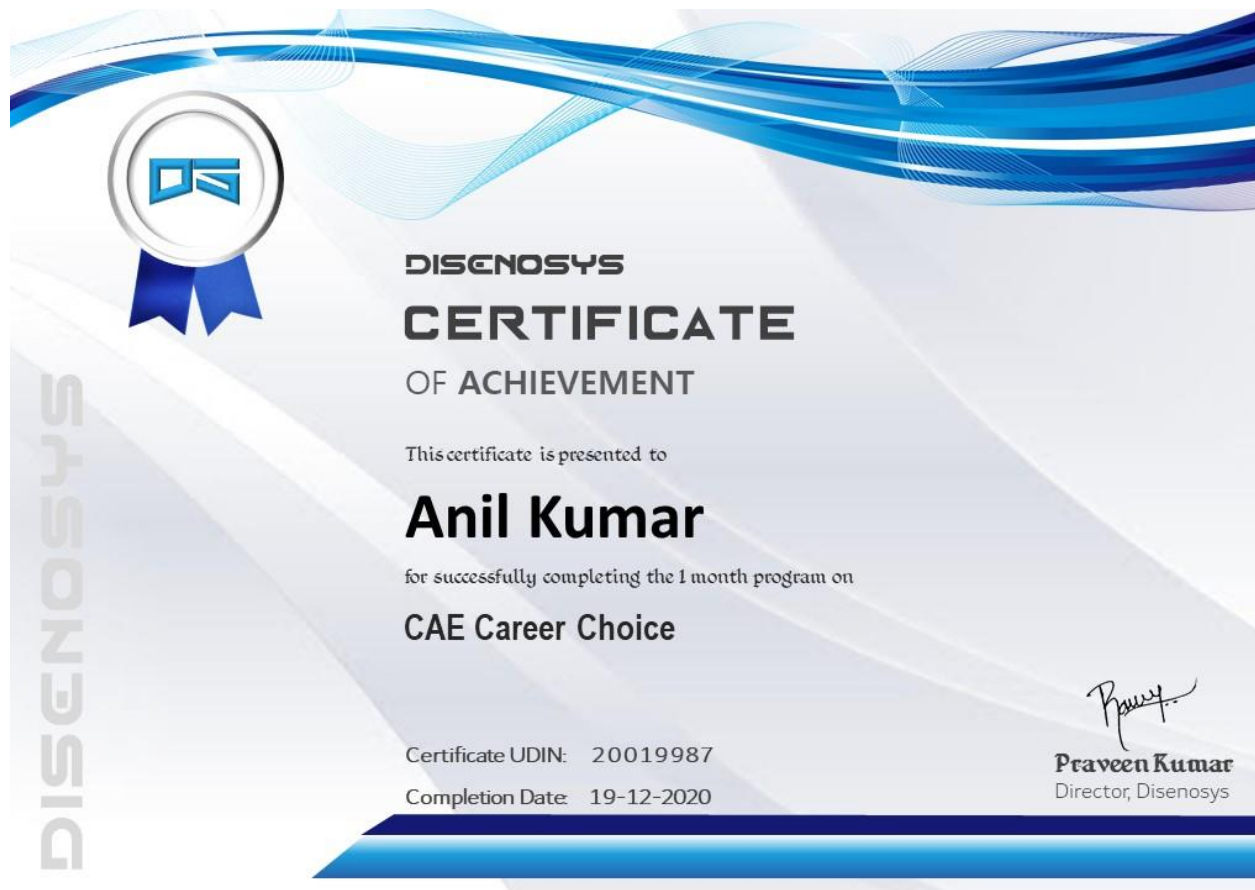 DS
DISENOSYS
CERTIFICATE
OF ACHIEVEMENT
This certificate is presented to
Anil Kumar
for successfully completing the 1 month program on
CAE Career Choice
Certificate UDIN: 20019987
Completion Date: 19-12-2020
Praveen Kumar
Director, Disenosys
DISENOSYS